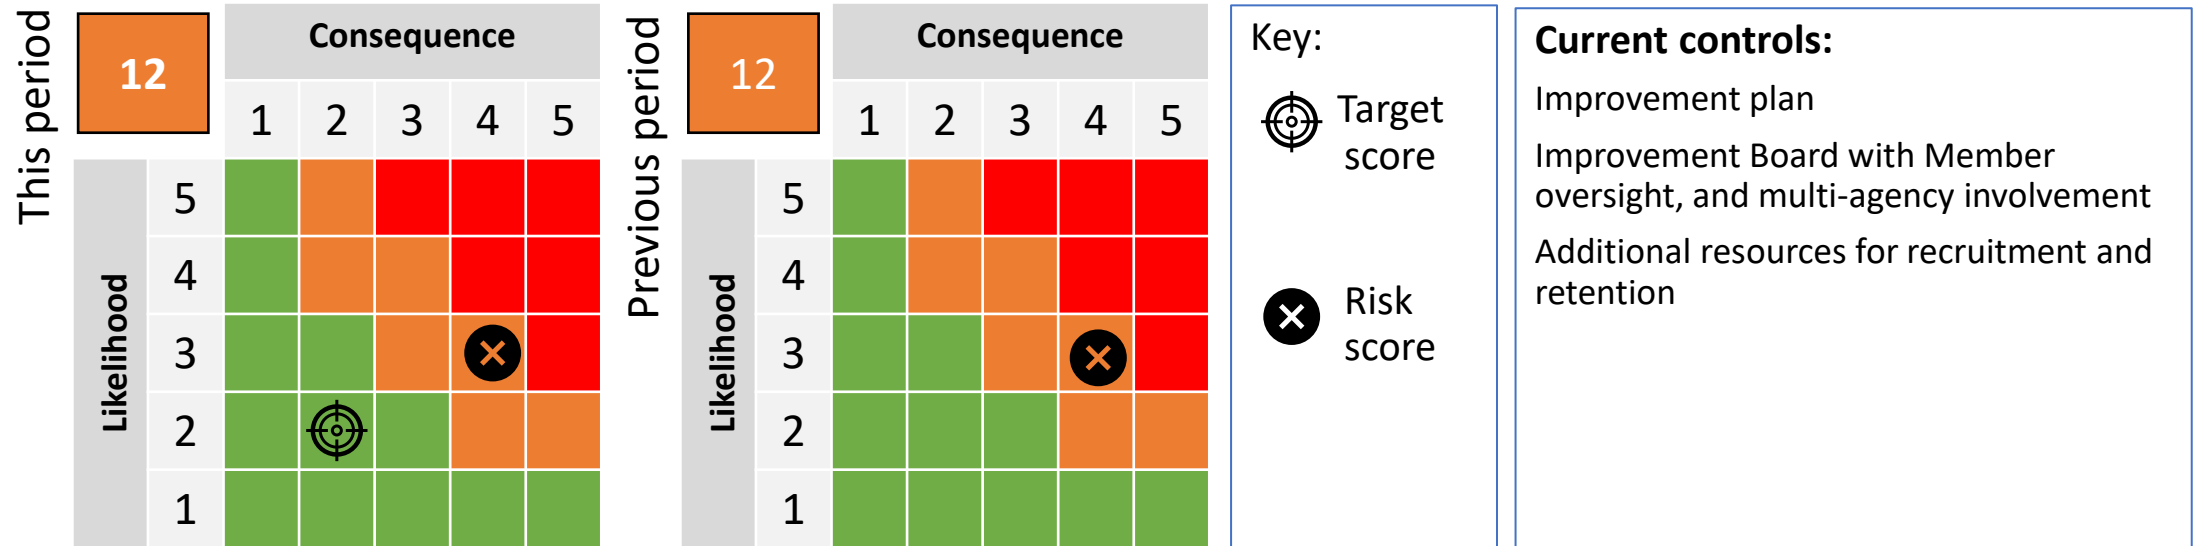 This period
12
Consequence
1 2 3 4 5
Likelihood
5
4
3
2
1
Previous period
12
Consequence
1 2 3 4 5
Likelihood
5
4
3
2
1
Key:
Target
score
Risk
score
Current controls:
Improvement plan
Improvement Board with Member
oversight, and multi-agency involvement
Additional resources for recruitment and
retention